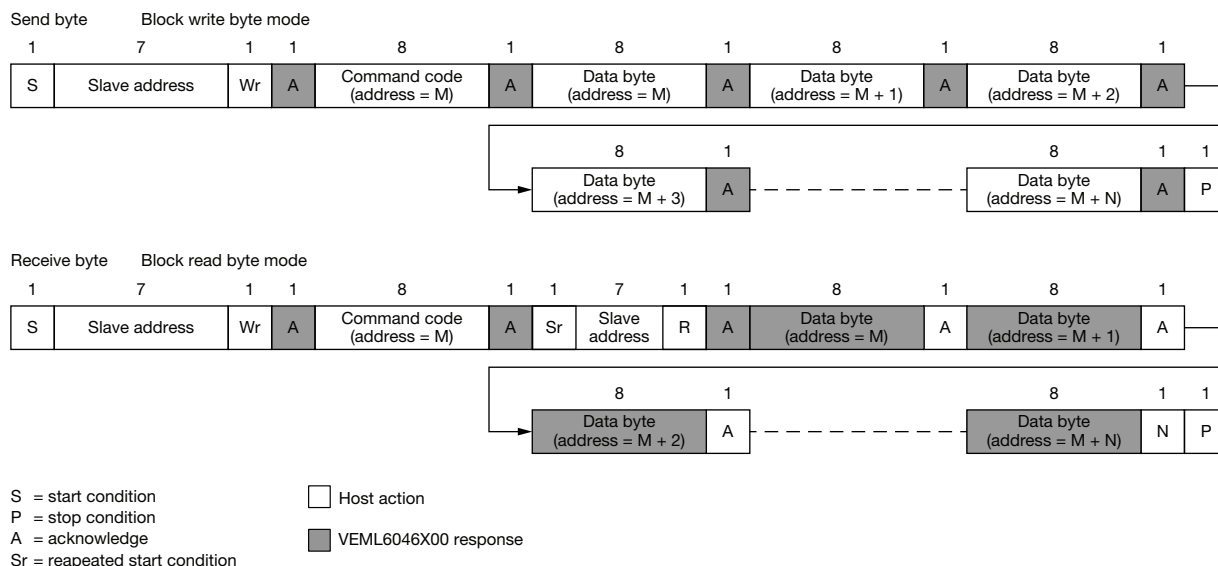 Send byte Block write byte mode
1 7 1 1 8 1 8 1 8 1 8 1
S Slave address Wr A Command code (address = M) A Data byte (address = M) A Data byte (address = M + 1) A Data byte (address = M + 2) A
8 1 8 1 1
Data byte (address = M + 3) A Data byte (address = M + N) A P
Receive byte Block read byte mode
1 7 1 1 8 1 1 7 1 1 8 1 8 1
S Slave address Wr A Command code (address = M) A Sr Slave address R A Data byte (address = M) A Data byte (address = M + 1) A
8 1 8 1 1
Data byte (address = M + 2) A Data byte (address = M + N) N P
S = start condition
P = stop condition
A = acknowledge
Sr = reapeated start condition
Host action
VEML6046X00 response